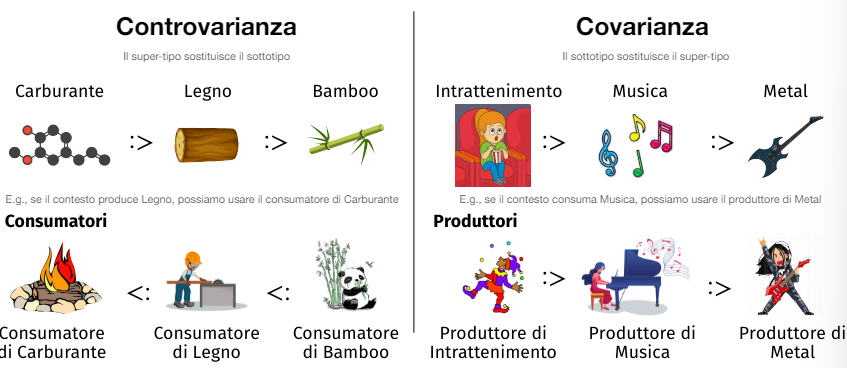 Controvarianza
Il super-tipo sostituisce il sottotipo
Carburante Legno Bamboo
:> :>
E.g., se il contesto produce Legno, possiamo usare il consumatore di Carburante
Consumatori
<: <:
Consumatore di Carburante
Consumatore di Legno
Consumatore di Bamboo
Covarianza
Il sottotipo sostituisce il super-tipo
Intrattenimento Musica Metal
:> :>
E.g., se il contesto consuma Musica, possiamo usare il produttore di Metal
Produttori
:> :>
Produttore di Intrattenimento
Produttore di Musica
Produttore di Metal